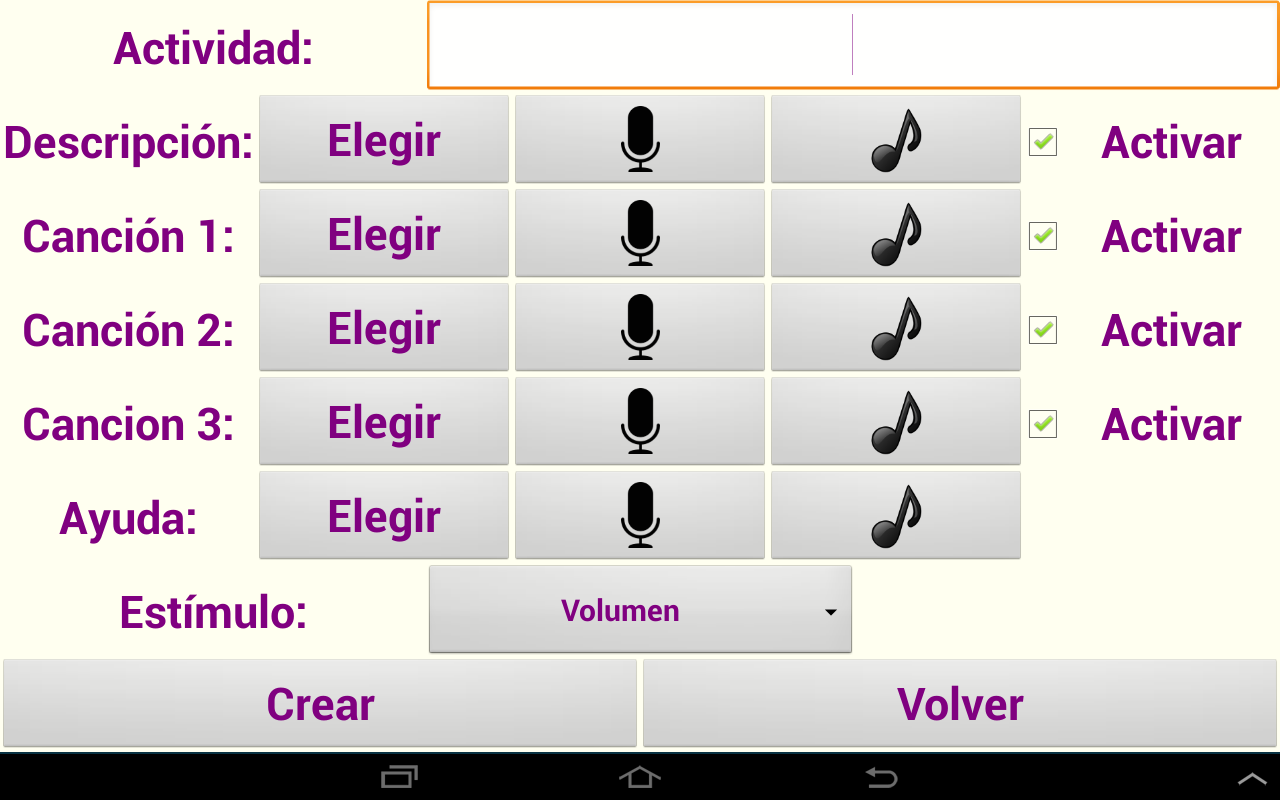 Actividad:
Descripción: Elegir Activar
Canción 1: Elegir Activar
Canción 2: Elegir Activar
Cancion 3: Elegir Activar
Ayuda: Elegir
Estímulo: Volumen
Crear Volver